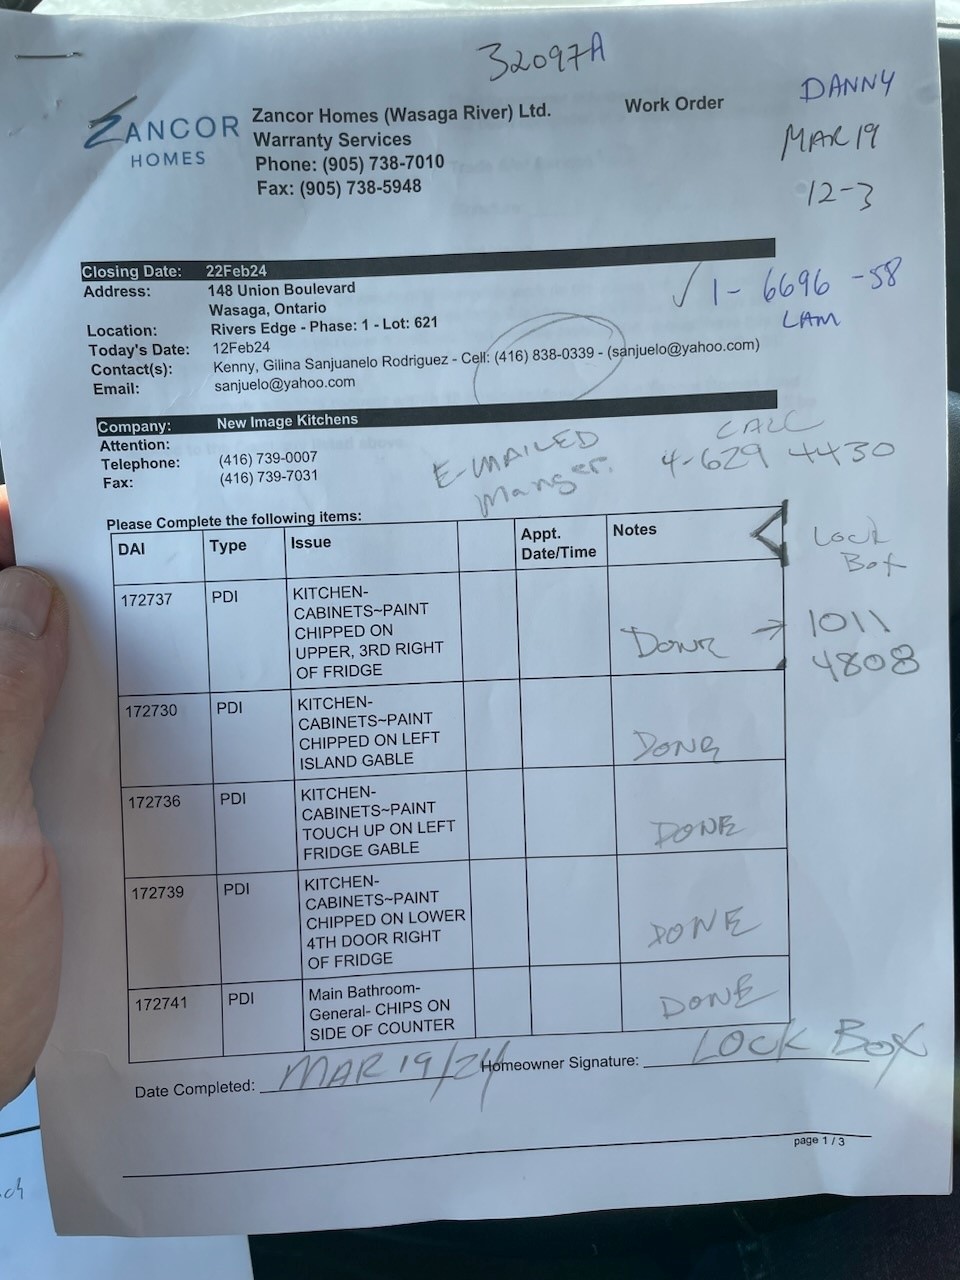 32097A
ZANCOR
HOMES
Zancor Homes (Wasaga River) Ltd.
Work Order
Warranty Services
Phone: (905) 738-7010
Fax: (905) 738-5948
DANNY
MAR 19
12-3
Closing Date: 22Feb24
Address: 148 Union Boulevard
Wasaga, Ontario
Location: Rivers Edge - Phase: 1 - Lot: 621
Today's Date: 12Feb24
Contact(s): Kenny, Gilina Sanjuanelo Rodriguez - Cell: (416) 838-0339 - (sanjuelo@yahoo.com)
Email: sanjuelo@yahoo.com
✓ 1- 6696 -58
LAM
Company: New Image Kitchens
Attention:
Telephone: (416) 739-0007
Fax: (416) 739-7031
E-MAILED
Manger.
CALL
4-629 4430
Please Complete the following items:
DAI Type Issue Appt. Date/Time Notes
Lock
Box
1011
4808
172737 PDI KITCHEN-
CABINETS~PAINT
CHIPPED ON
UPPER, 3RD RIGHT
OF FRIDGE
DONE →
172730 PDI KITCHEN-
CABINETS~PAINT
CHIPPED ON LEFT
ISLAND GABLE
DONE
172736 PDI KITCHEN-
CABINETS~PAINT
TOUCH UP ON LEFT
FRIDGE GABLE
DONE
172739 PDI KITCHEN-
CABINETS~PAINT
CHIPPED ON LOWER
4TH DOOR RIGHT
OF FRIDGE
DONE
172741 PDI Main Bathroom-
General- CHIPS ON
SIDE OF COUNTER
DONE
Date Completed: MAR 19/24 Homeowner Signature: LOCK BOX
page 1 / 3